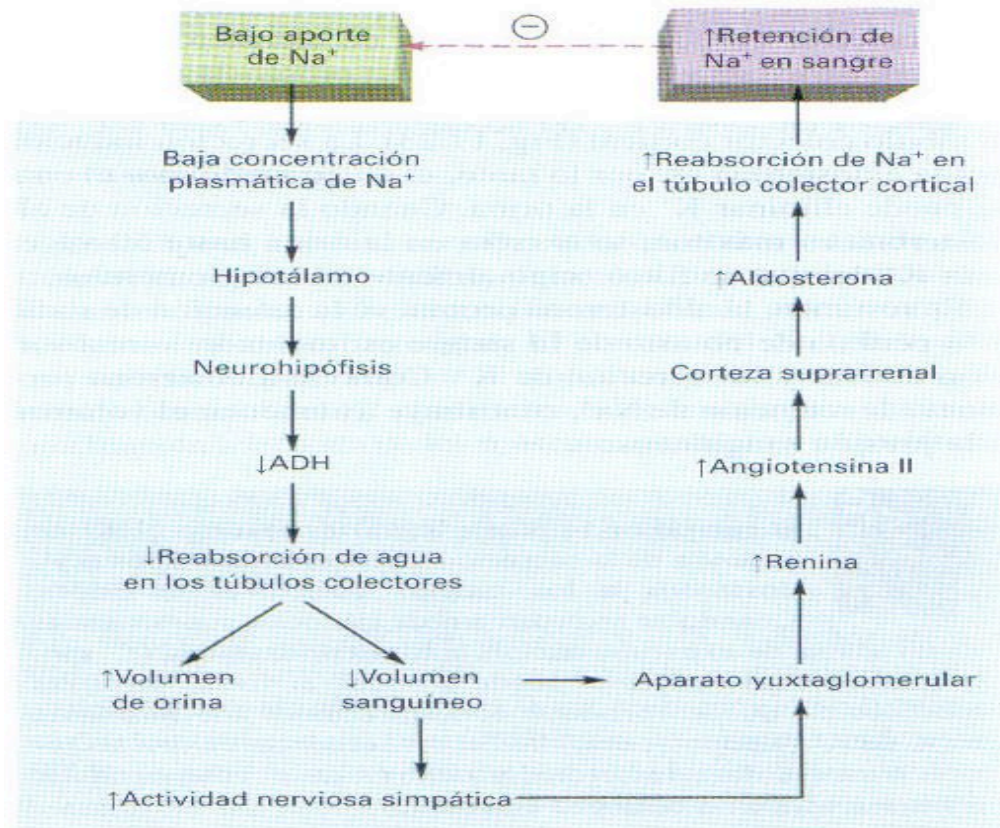 Bajo aporte
de Na⁺
⊖
↑Retención de
Na⁺ en sangre
Baja concentración
plasmática de Na⁺
↑Reabsorción de Na⁺ en
el túbulo colector cortical
Hipotálamo
↑Aldosterona
Neurohipófisis
Corteza suprarrenal
↓ADH
↑Angiotensina II
↓Reabsorción de agua
en los túbulos colectores
↑Renina
↑Volumen
de orina
↓Volumen
sanguíneo
Aparato yuxtaglomerular
↑Actividad nerviosa simpática